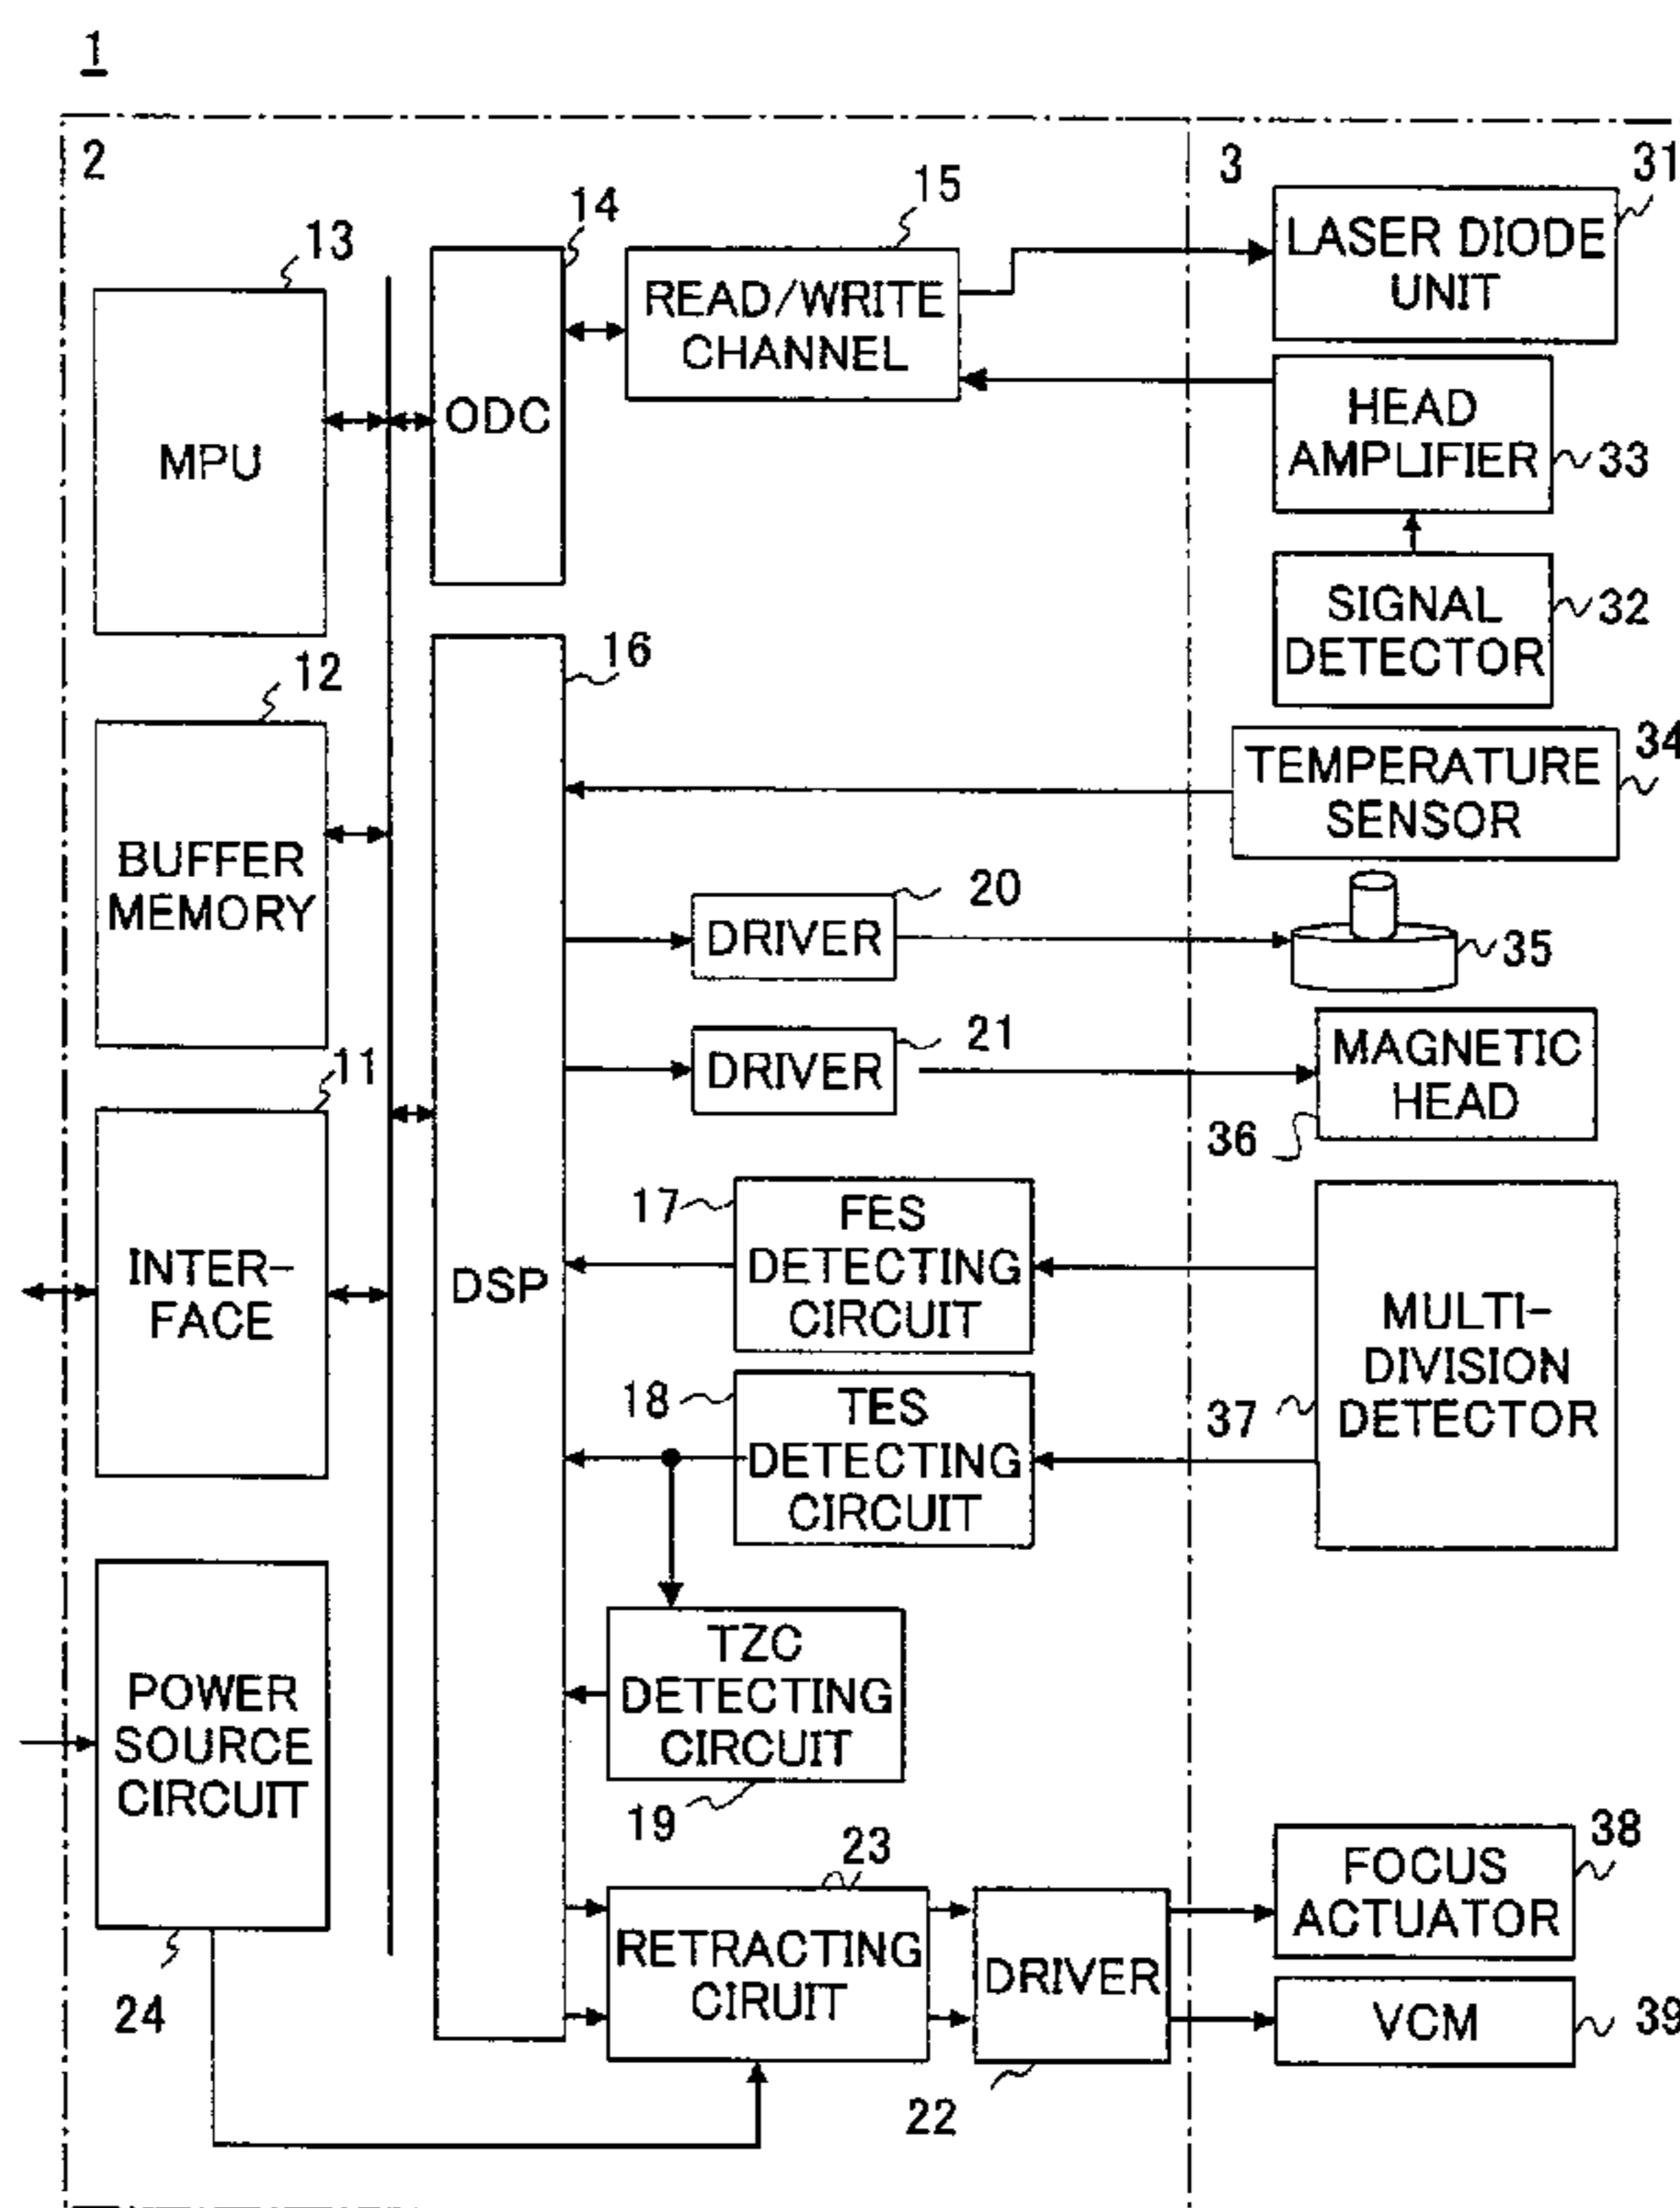 1
2
3
31
LASER DIODE
UNIT
15
READ/WRITE
CHANNEL
14
ODC
13
MPU
HEAD
AMPLIFIER
33
SIGNAL
DETECTOR
32
16
DSP
12
BUFFER
MEMORY
34
TEMPERATURE
SENSOR
20
DRIVER
35
21
DRIVER
MAGNETIC
HEAD
36
11
INTER-
FACE
17
FES
DETECTING
CIRCUIT
18
TES
DETECTING
CIRCUIT
MULTI-
DIVISION
DETECTOR
37
TZC
DETECTING
CIRCUIT
19
POWER
SOURCE
CIRCUIT
24
23
RETRACTING
CIRUIT
DRIVER
22
38
FOCUS
ACTUATOR
VCM
39